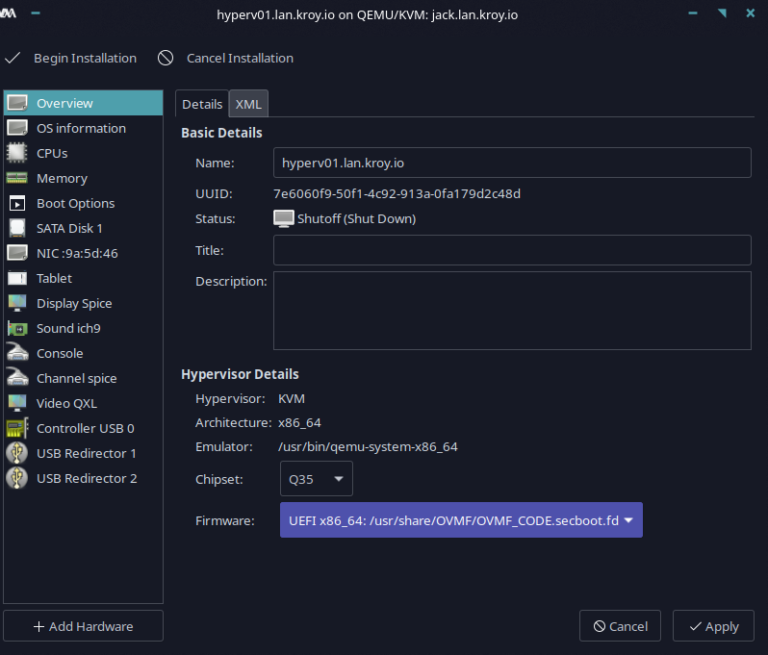 hyperv01.lan.kroy.io on QEMU/KVM: jack.lan.kroy.io
Begin Installation
Cancel Installation
Overview
OS information
CPUs
Memory
Boot Options
SATA Disk 1
NIC :9a:5d:46
Tablet
Display Spice
Sound ich9
Console
Channel spice
Video QXL
Controller USB 0
USB Redirector 1
USB Redirector 2
Add Hardware
Details XML
Basic Details
Name: hyperv01.lan.kroy.io
UUID: 7e6060f9-50f1-4c92-913a-0fa179d2c48d
Status: Shutoff (Shut Down)
Title:
Description:
Hypervisor Details
Hypervisor: KVM
Architecture: x86_64
Emulator: /usr/bin/qemu-system-x86_64
Chipset: Q35
Firmware: UEFI x86_64: /usr/share/OVMF/OVMF_CODE.secboot.fd
Cancel Apply